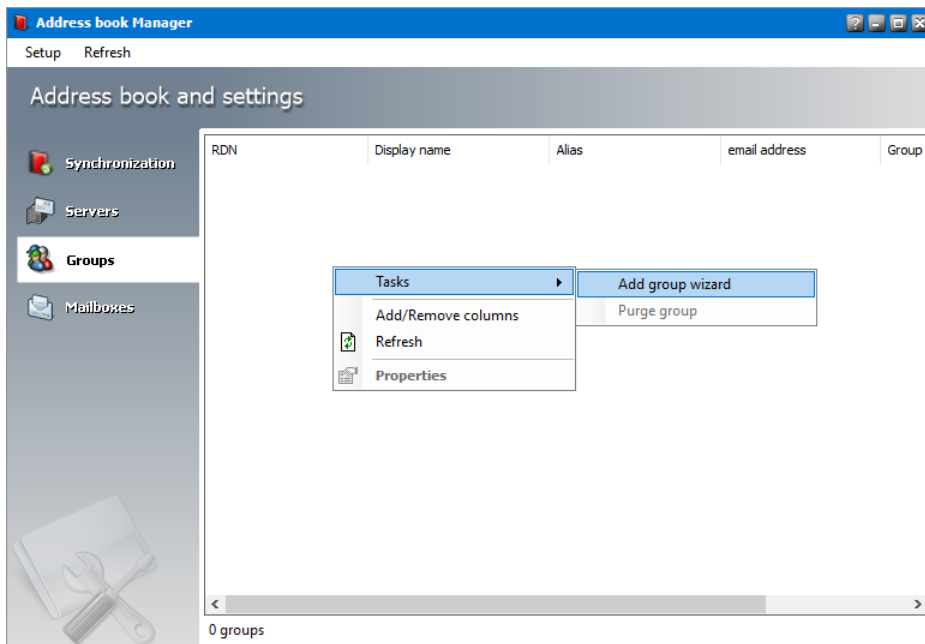 Address book Manager
Setup Refresh
Address book and settings
Synchronization
Servers
Groups
Mailboxes
RDN Display name Alias email address Group
Tasks
Add/Remove columns
Refresh
Properties
Add group wizard
Purge group
0 groups